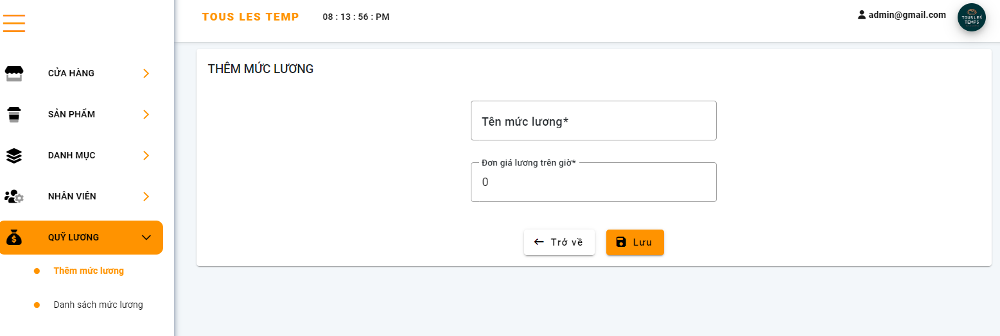 TOUS LES TEMP
08 : 13 : 56 : PM
admin@gmail.com
TOUS LES
TEMPS
CỬA HÀNG
SẢN PHẨM
DANH MỤC
NHÂN VIÊN
QUỸ LƯƠNG
Thêm mức lương
Danh sách mức lương
THÊM MỨC LƯƠNG
Tên mức lương*
Đơn giá lương trên giờ*
0
Trở về
Lưu